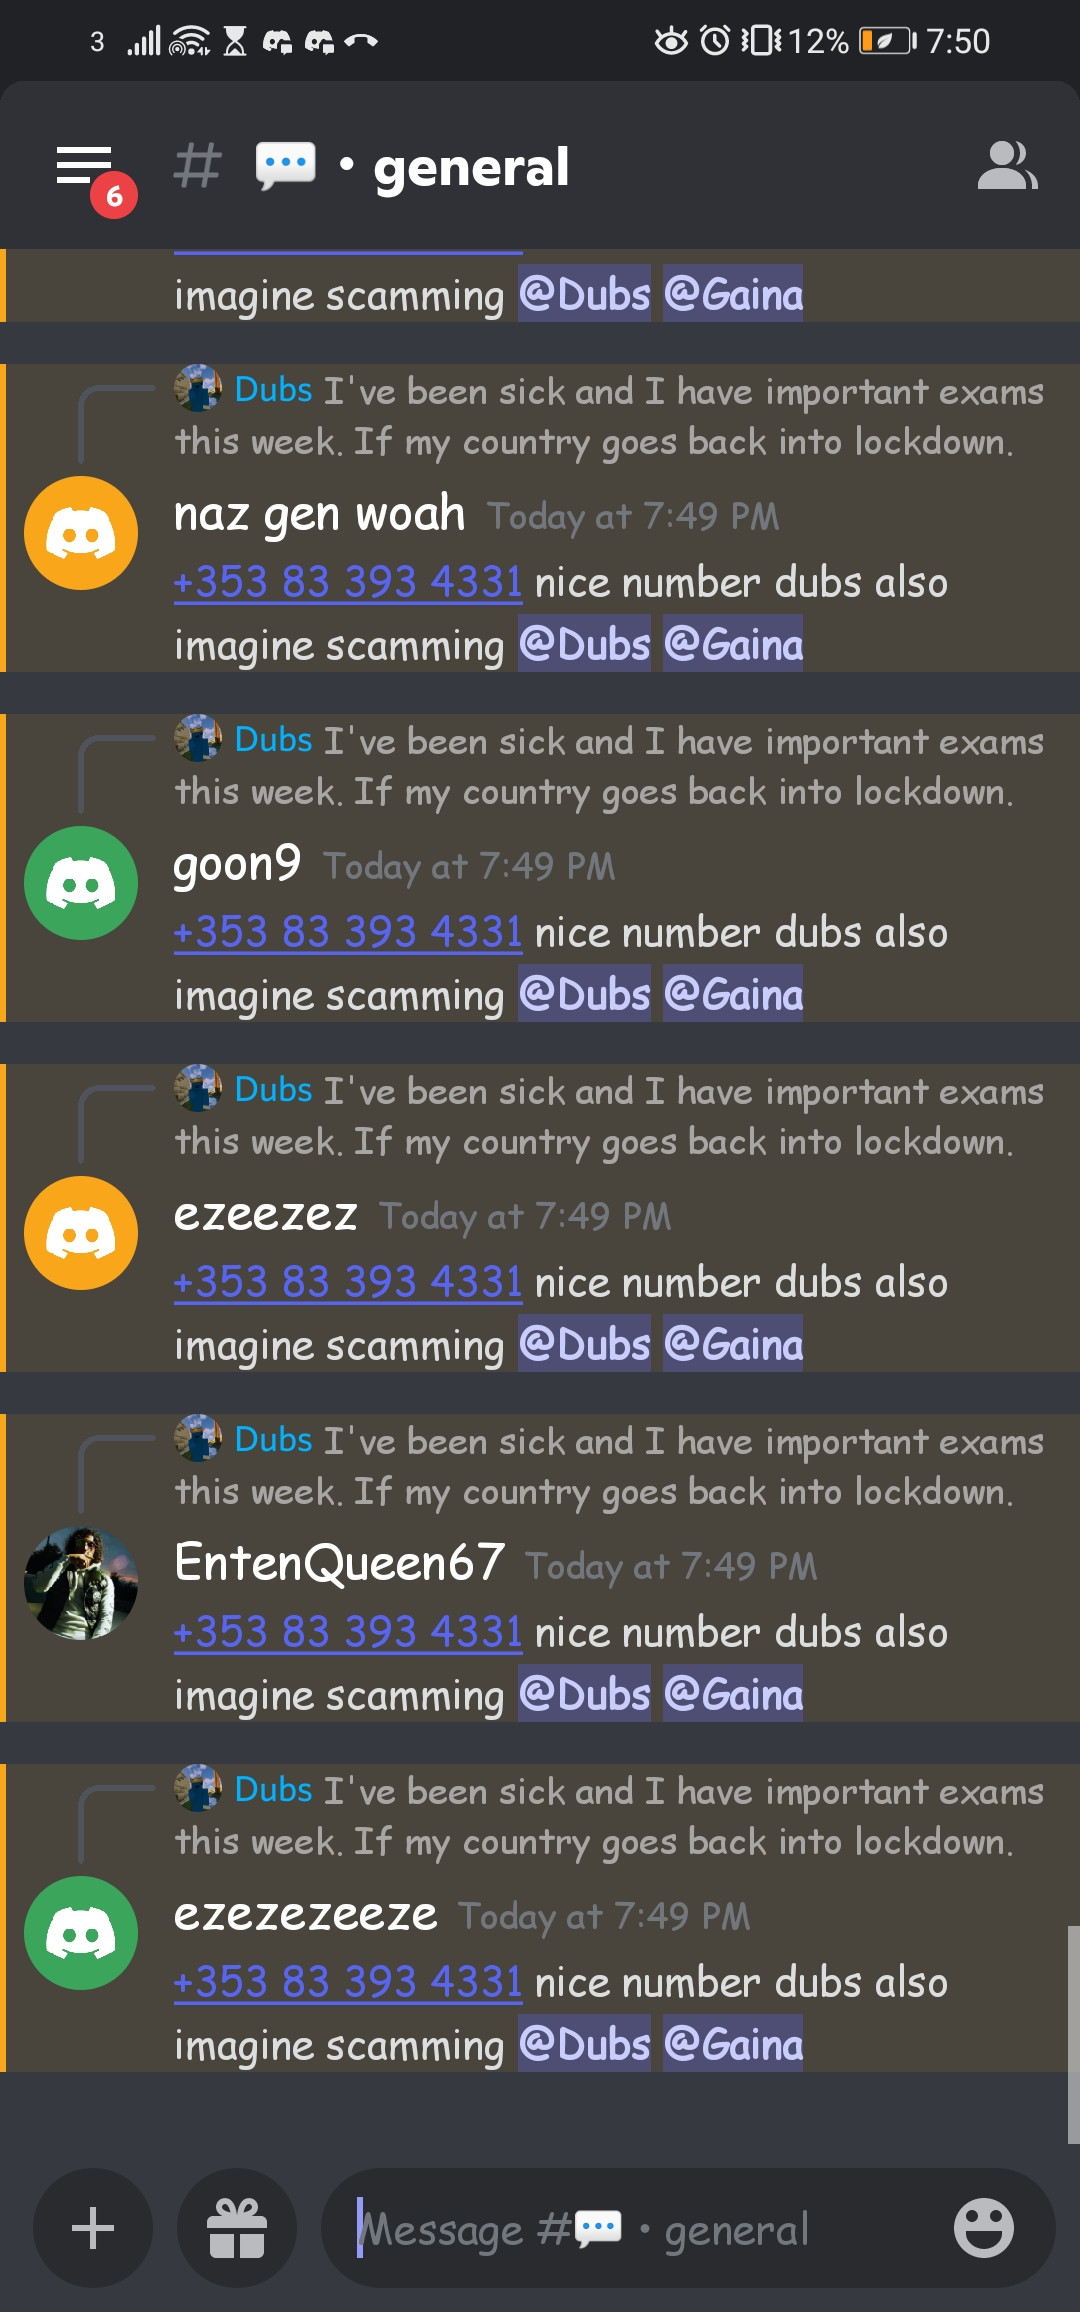 3 12% 7:50
6 # 💬 • general
imagine scamming @Dubs @Gaina
Dubs I've been sick and I have important exams
this week. If my country goes back into lockdown.
naz gen woah Today at 7:49 PM
+353 83 393 4331 nice number dubs also
imagine scamming @Dubs @Gaina
Dubs I've been sick and I have important exams
this week. If my country goes back into lockdown.
goon9 Today at 7:49 PM
+353 83 393 4331 nice number dubs also
imagine scamming @Dubs @Gaina
Dubs I've been sick and I have important exams
this week. If my country goes back into lockdown.
ezeezez Today at 7:49 PM
+353 83 393 4331 nice number dubs also
imagine scamming @Dubs @Gaina
Dubs I've been sick and I have important exams
this week. If my country goes back into lockdown.
EntenQueen67 Today at 7:49 PM
+353 83 393 4331 nice number dubs also
imagine scamming @Dubs @Gaina
Dubs I've been sick and I have important exams
this week. If my country goes back into lockdown.
ezezezeeze Today at 7:49 PM
+353 83 393 4331 nice number dubs also
imagine scamming @Dubs @Gaina
Message #💬 • general